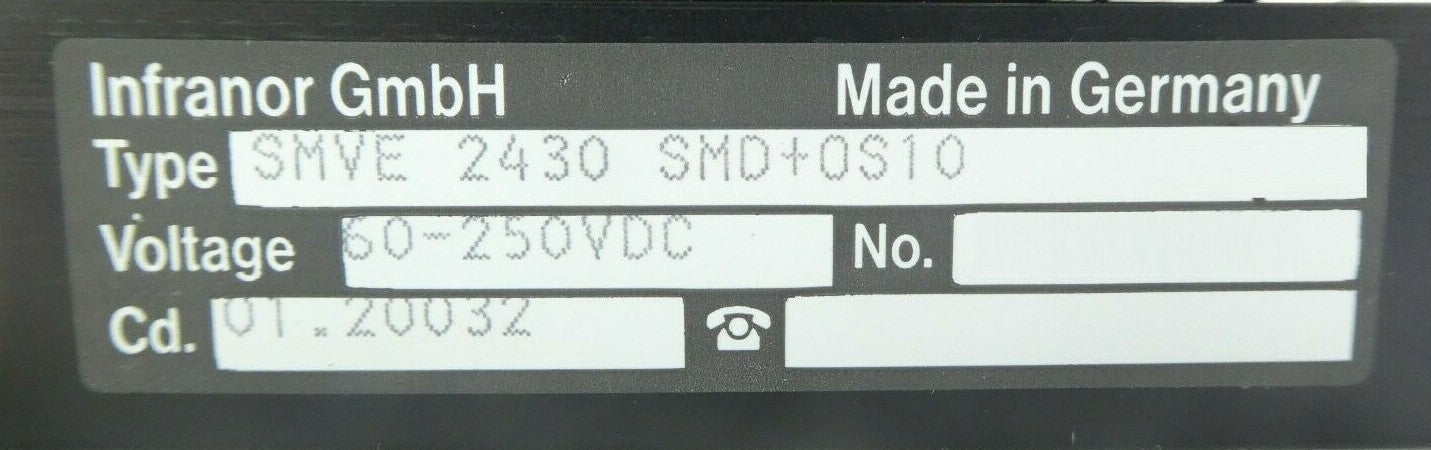 Infranor GmbH Made in Germany
Type SMVE 2430 SMD+OS10
Voltage 60-250VDC No.
Cd. 01.20032